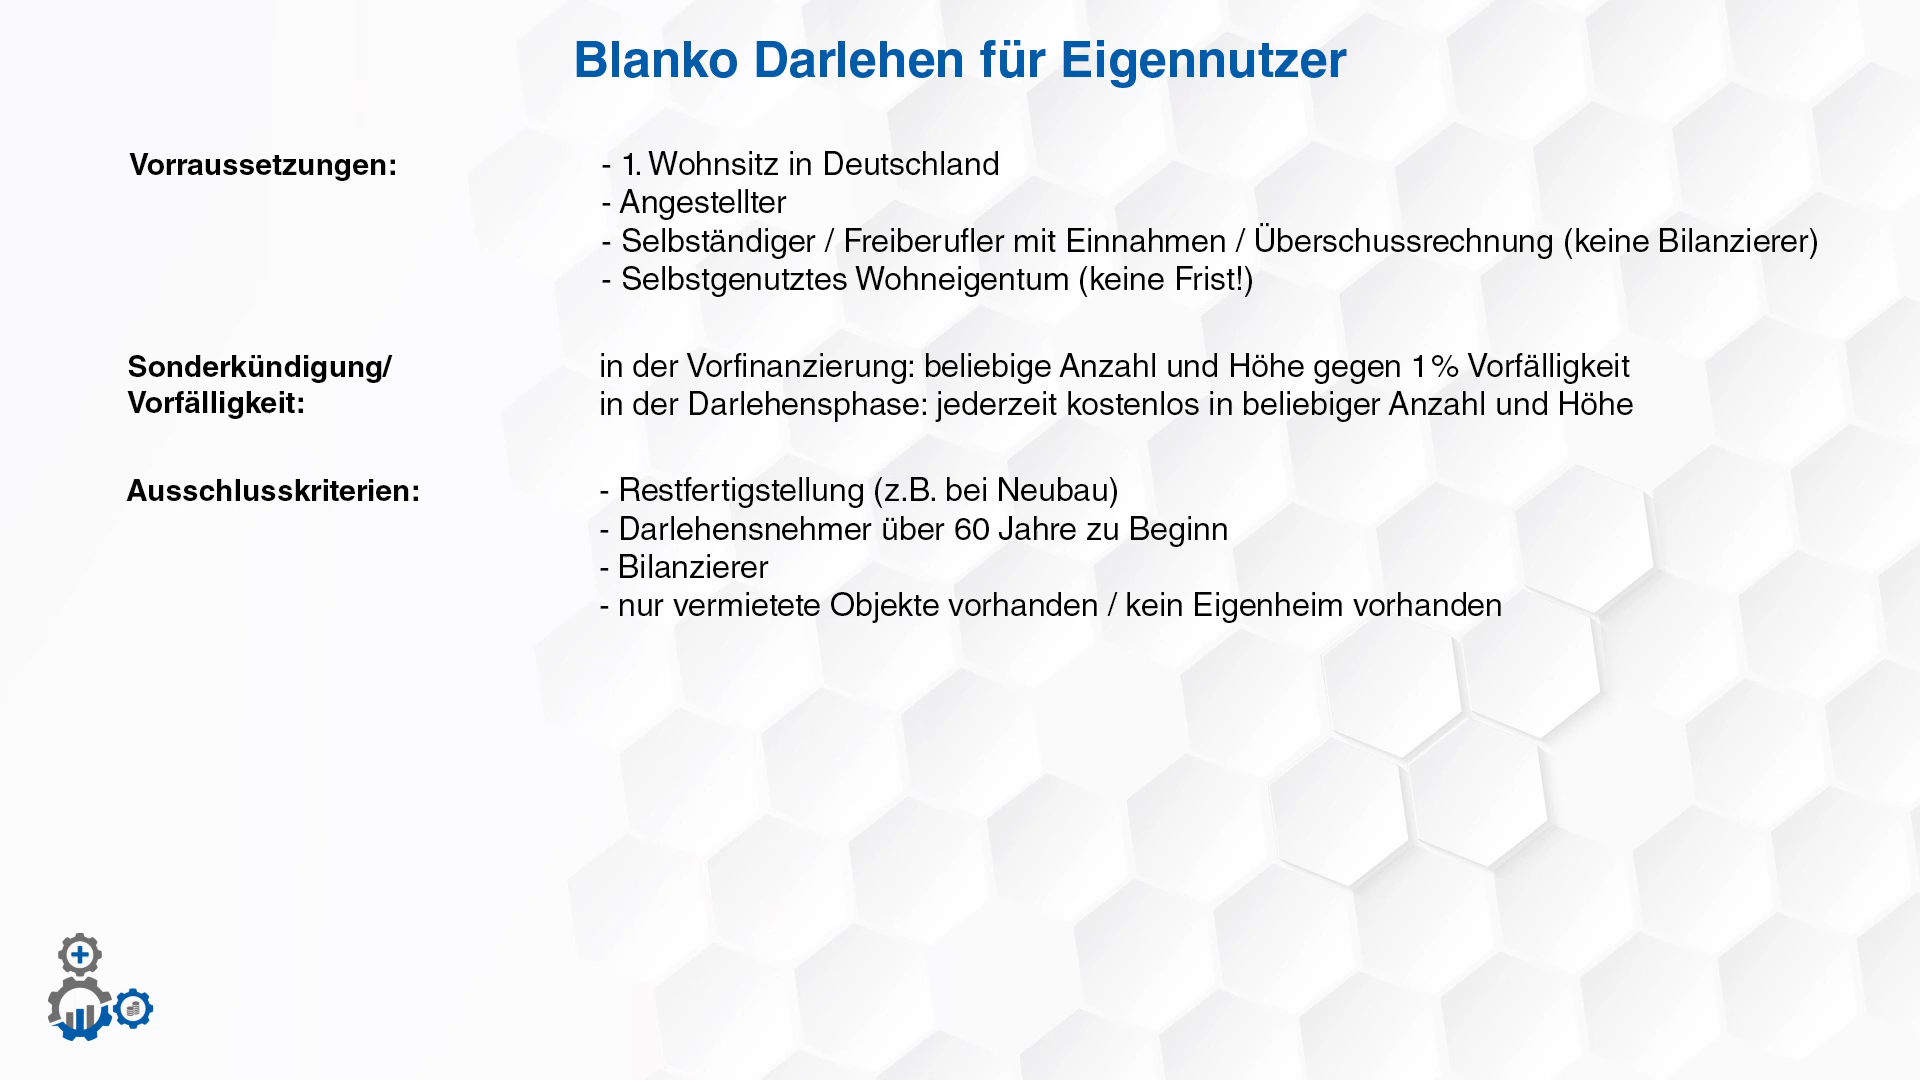 Blanko Darlehen für Eigennutzer
Vorraussetzungen:
- 1. Wohnsitz in Deutschland
- Angestellter
- Selbständiger / Freiberufler mit Einnahmen / Überschussrechnung (keine Bilanzierer)
- Selbstgenutztes Wohneigentum (keine Frist!)
Sonderkündigung/
Vorfälligkeit:
in der Vorfinanzierung: beliebige Anzahl und Höhe gegen 1% Vorfälligkeit
in der Darlehensphase: jederzeit kostenlos in beliebiger Anzahl und Höhe
Ausschlusskriterien:
- Restfertigstellung (z.B. bei Neubau)
- Darlehensnehmer über 60 Jahre zu Beginn
- Bilanzierer
- nur vermietete Objekte vorhanden / kein Eigenheim vorhanden